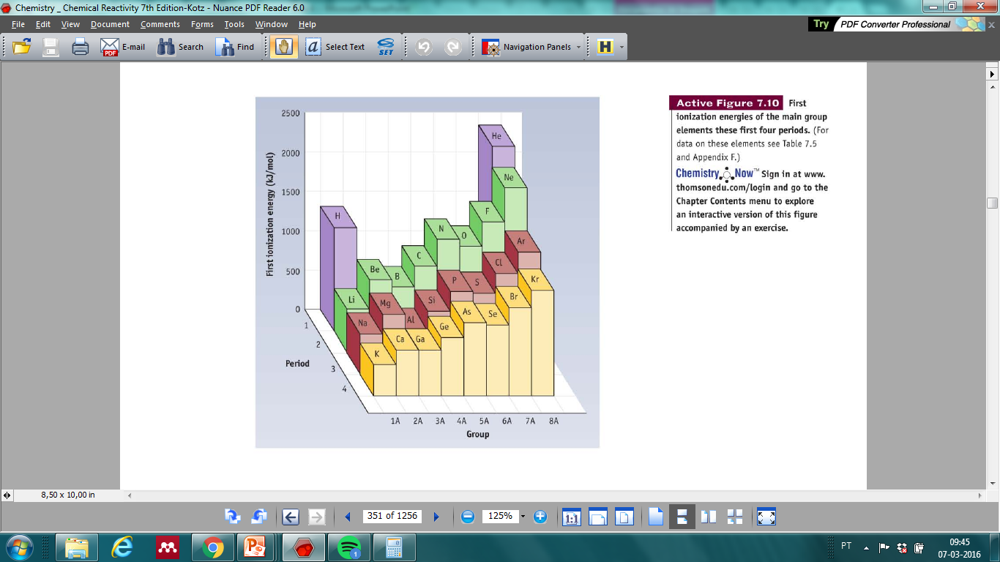 Chemistry _ Chemical Reactivity 7th Edition-Kotz - Nuance PDF Reader 6.0
File Edit View Document Comments Forms Tools Window Help
Try PDF Converter Professional
PDF E-mail Search Find a Select Text SET Navigation Panels H
Active Figure 7.10 First
ionization energies of the main group
elements these first four periods. (For
data on these elements see Table 7.5
and Appendix F.)
Chemistry Now™ Sign in at www.
thomsonedu.com/login and go to the
Chapter Contents menu to explore
an interactive version of this figure
accompanied by an exercise.
First ionization energy (kJ/mol)
2500
2000
1500
1000
500
0
H He
Li Be B C N O F Ne
Na Mg Al Si P S Cl Ar
K Ca Ga Ge As Se Br Kr
1
2
3
4
Period
1A 2A 3A 4A 5A 6A 7A 8A
Group
8,50 x 10,00 in
351 of 1256 125% 1:1
PT 09:45
07-03-2016
1